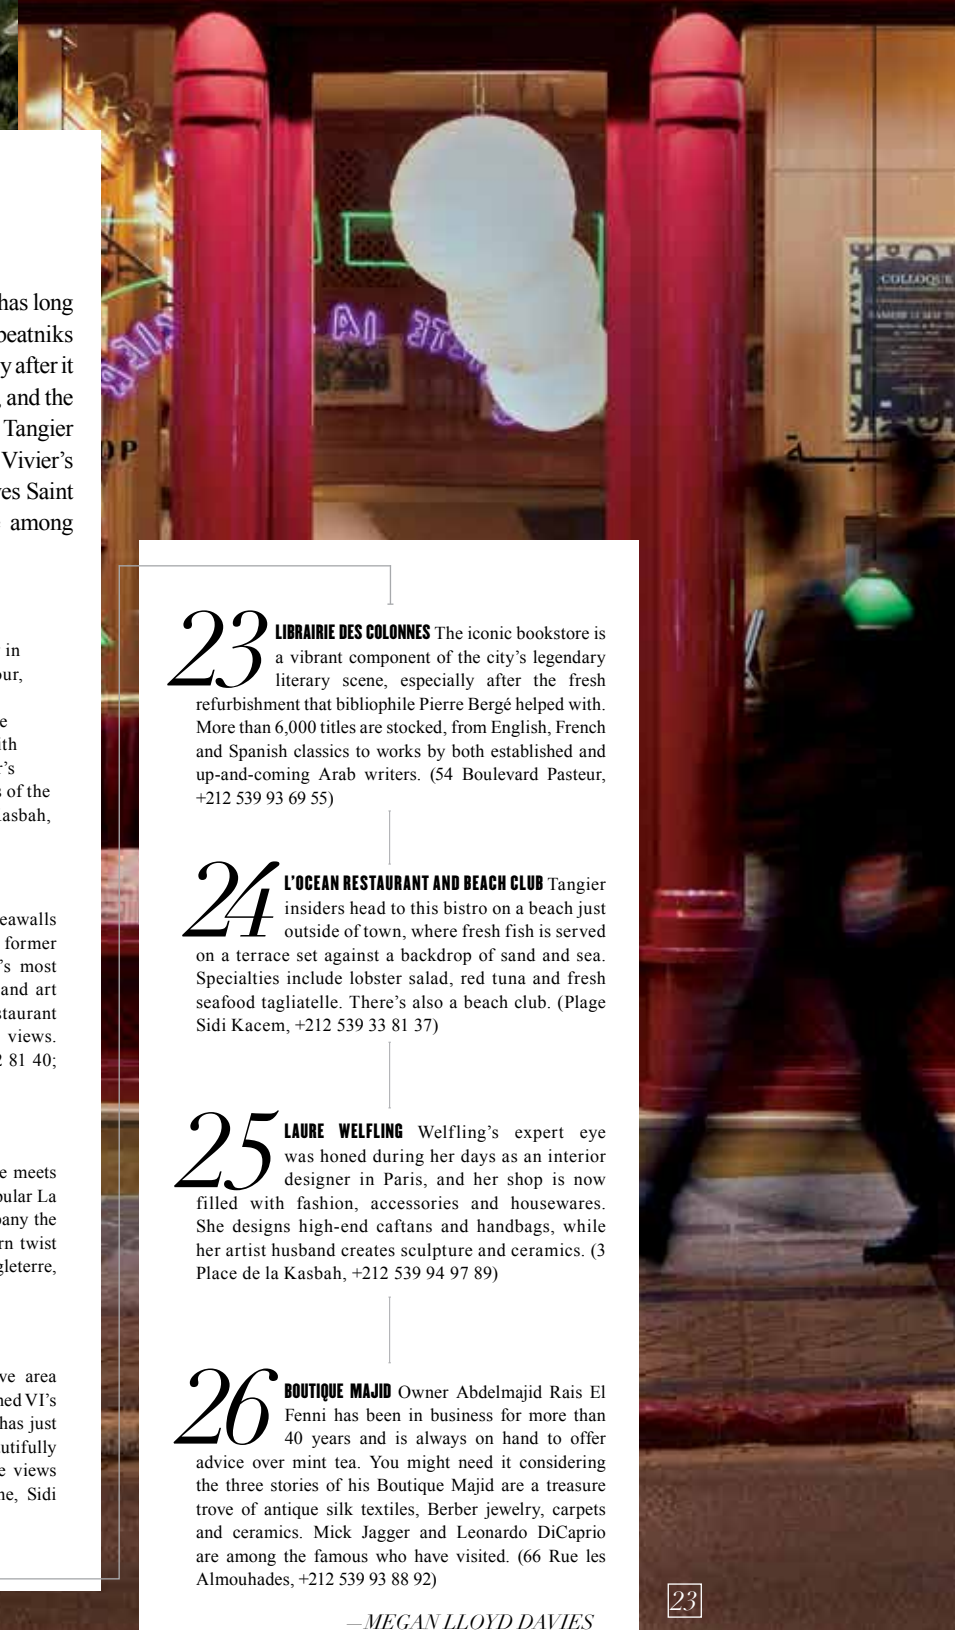 has long
beatniks
y after it
, and the
Tangier
Vivier's
es Saint
among
in
our,
e
ith
r's
s of the
asbah,
eawalls
former
's most
and art
staurant
views.
2 81 40;
e meets
pular La
pany the
rn twist
gleterre,
ve area
ned VI's
has just
utifully
e views
ne, Sidi
OP
COLLOQUE
23 LIBRAIRIE DES COLONNES The iconic bookstore is
a vibrant component of the city's legendary
literary scene, especially after the fresh
refurbishment that bibliophile Pierre Bergé helped with.
More than 6,000 titles are stocked, from English, French
and Spanish classics to works by both established and
up-and-coming Arab writers. (54 Boulevard Pasteur,
+212 539 93 69 55)
24 L'OCEAN RESTAURANT AND BEACH CLUB Tangier
insiders head to this bistro on a beach just
outside of town, where fresh fish is served
on a terrace set against a backdrop of sand and sea.
Specialties include lobster salad, red tuna and fresh
seafood tagliatelle. There's also a beach club. (Plage
Sidi Kacem, +212 539 33 81 37)
25 LAURE WELFLING Welfling's expert eye
was honed during her days as an interior
designer in Paris, and her shop is now
filled with fashion, accessories and housewares.
She designs high-end caftans and handbags, while
her artist husband creates sculpture and ceramics. (3
Place de la Kasbah, +212 539 94 97 89)
26 BOUTIQUE MAJID Owner Abdelmajid Rais El
Fenni has been in business for more than
40 years and is always on hand to offer
advice over mint tea. You might need it considering
the three stories of his Boutique Majid are a treasure
trove of antique silk textiles, Berber jewelry, carpets
and ceramics. Mick Jagger and Leonardo DiCaprio
are among the famous who have visited. (66 Rue les
Almouhades, +212 539 93 88 92)
—MEGAN LLOYD DAVIES
23